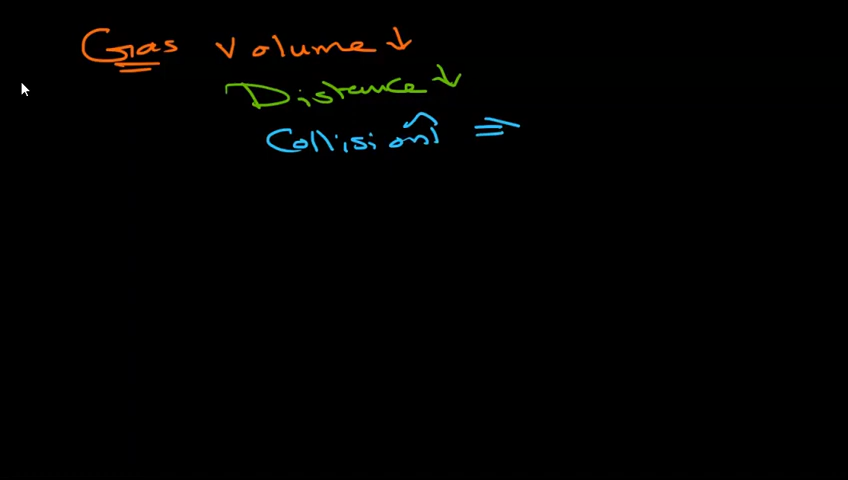 Gas volume ↓
Distance ↓
Collision ↑ ⇒